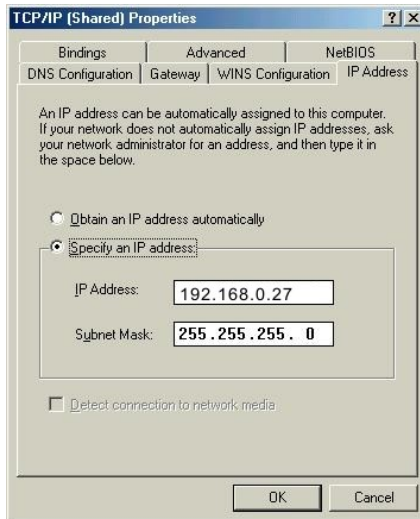 TCP/IP (Shared) Properties
? ×
Bindings Advanced NetBIOS
DNS Configuration Gateway WINS Configuration IP Address
An IP address can be automatically assigned to this computer.
If your network does not automatically assign IP addresses, ask
your network administrator for an address, and then type it in
the space below.
Obtain an IP address automatically
Specify an IP address:
IP Address: 192.168.0.27
Subnet Mask: 255.255.255. 0
Detect connection to network media
OK Cancel